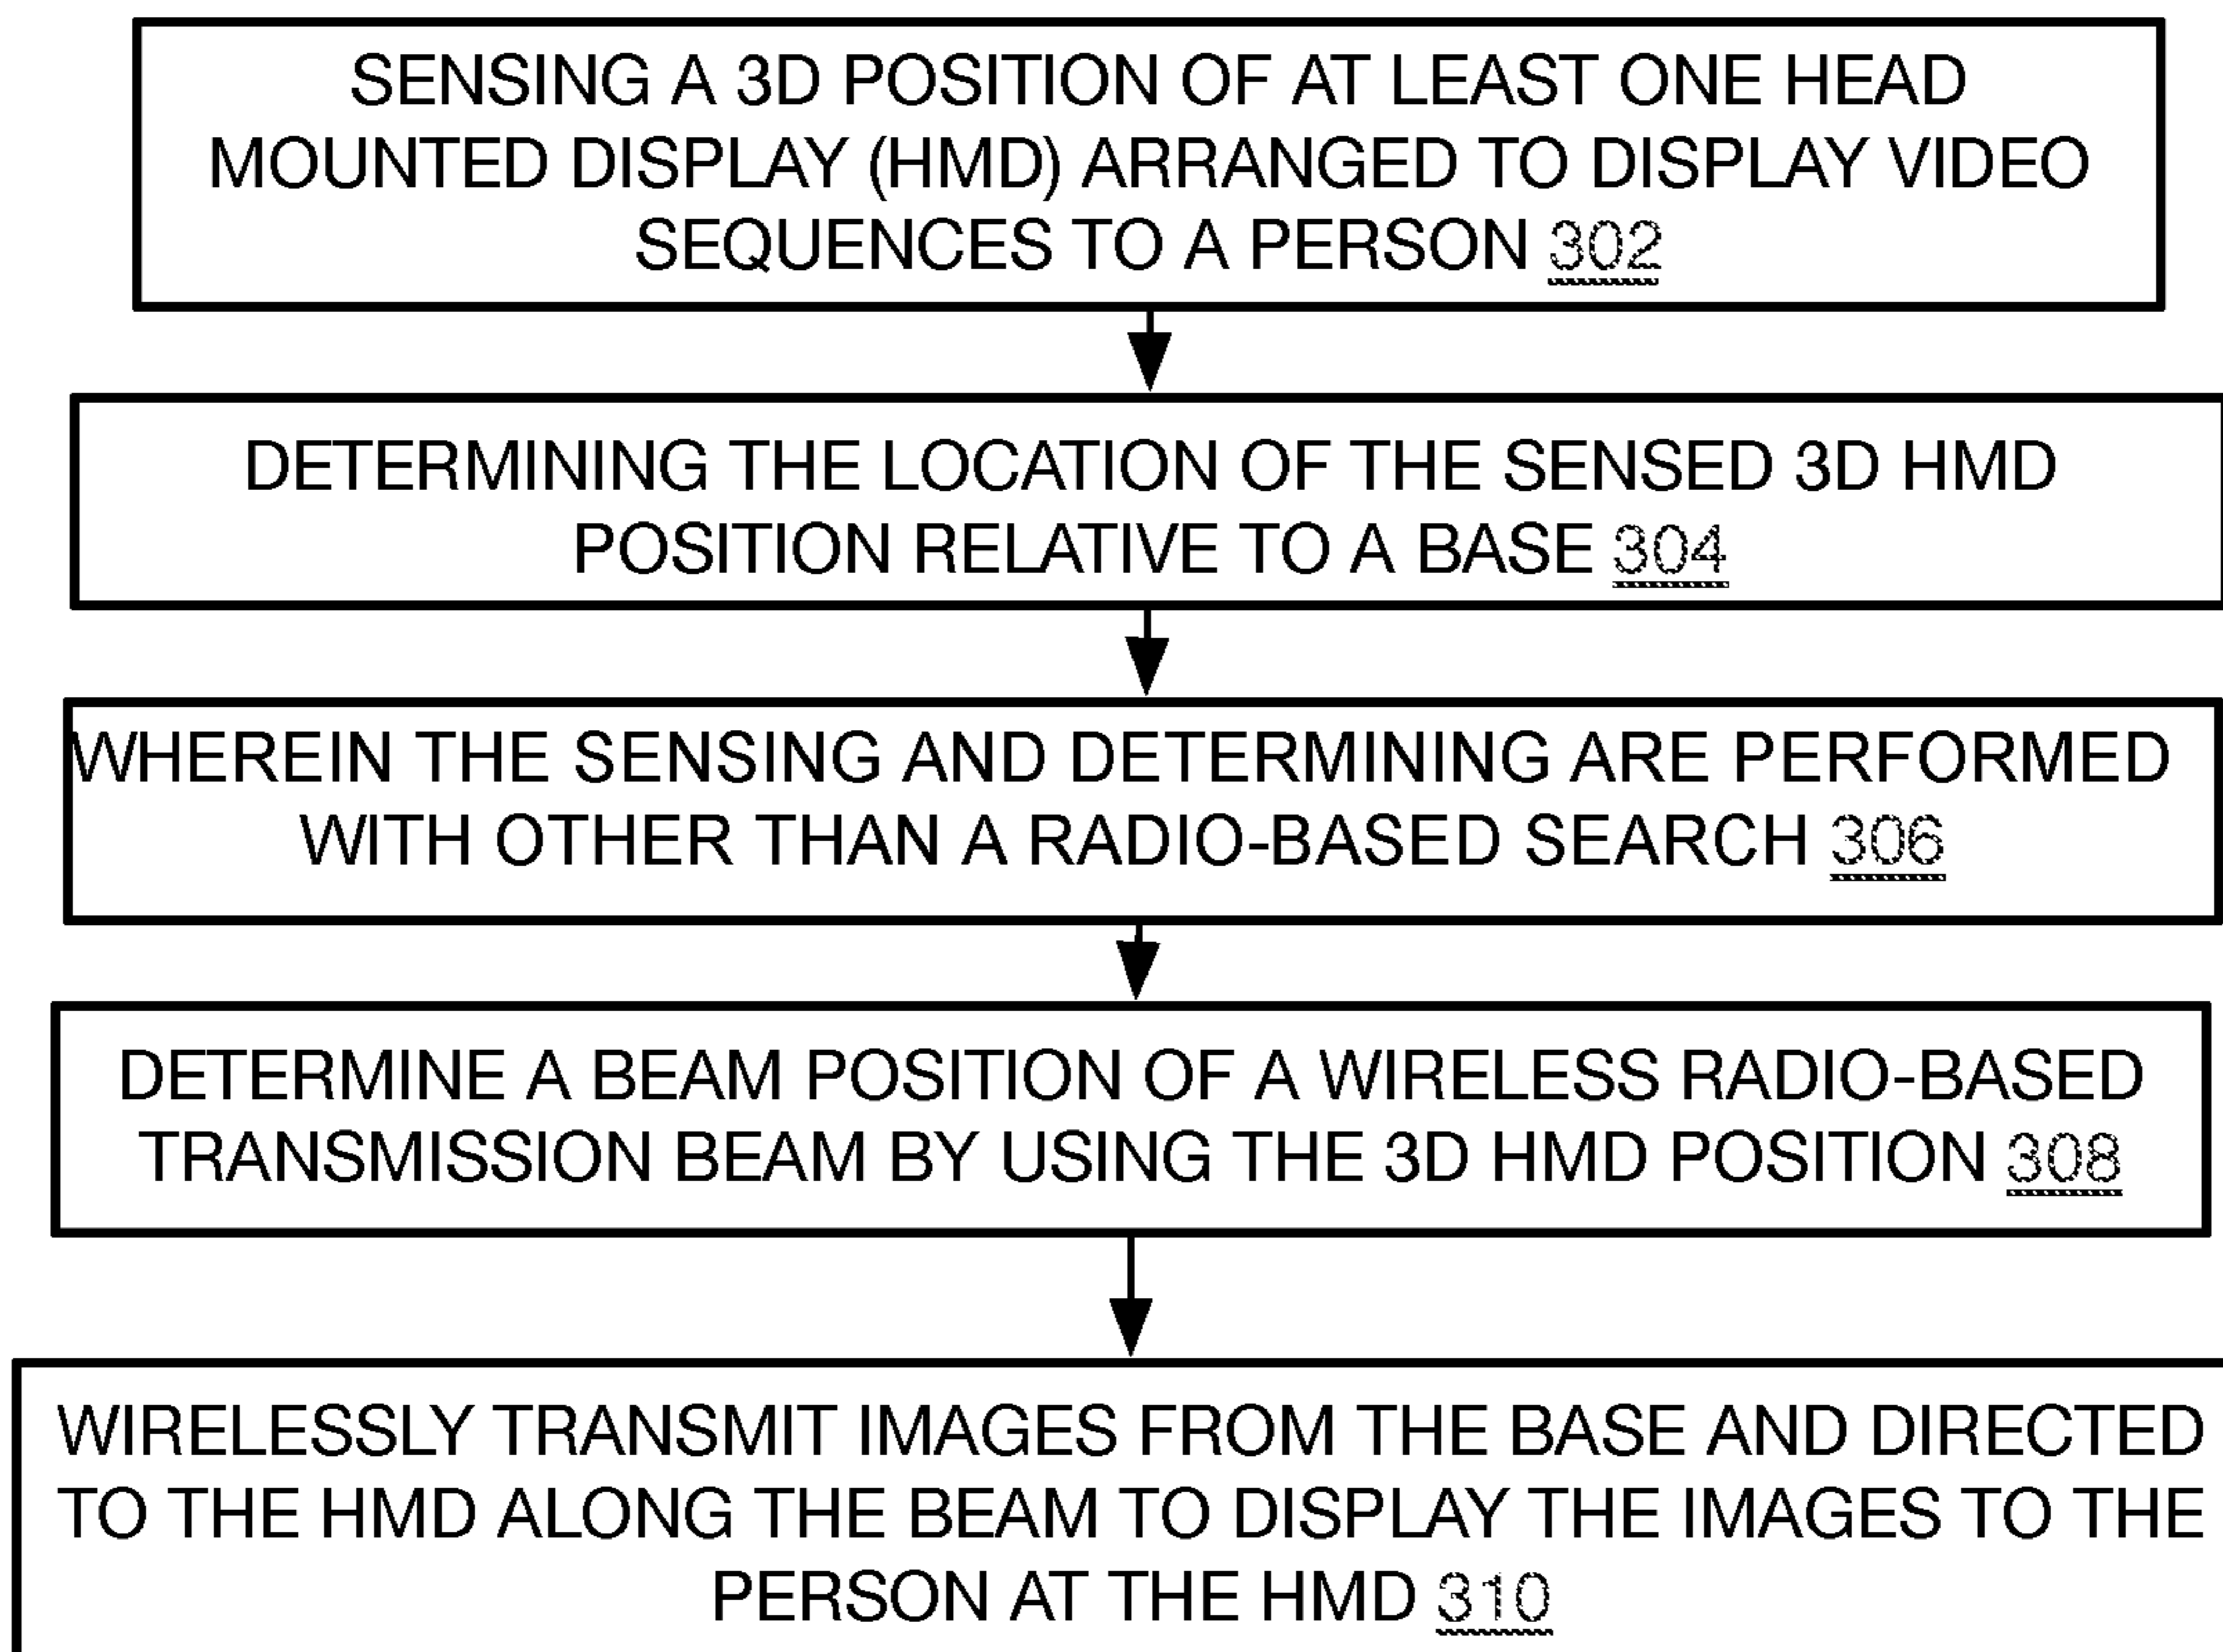 SENSING A 3D POSITION OF AT LEAST ONE HEAD
MOUNTED DISPLAY (HMD) ARRANGED TO DISPLAY VIDEO
SEQUENCES TO A PERSON 302
DETERMINING THE LOCATION OF THE SENSED 3D HMD
POSITION RELATIVE TO A BASE 304
WHEREIN THE SENSING AND DETERMINING ARE PERFORMED
WITH OTHER THAN A RADIO-BASED SEARCH 306
DETERMINE A BEAM POSITION OF A WIRELESS RADIO-BASED
TRANSMISSION BEAM BY USING THE 3D HMD POSITION 308
WIRELESSLY TRANSMIT IMAGES FROM THE BASE AND DIRECTED
TO THE HMD ALONG THE BEAM TO DISPLAY THE IMAGES TO THE
PERSON AT THE HMD 310